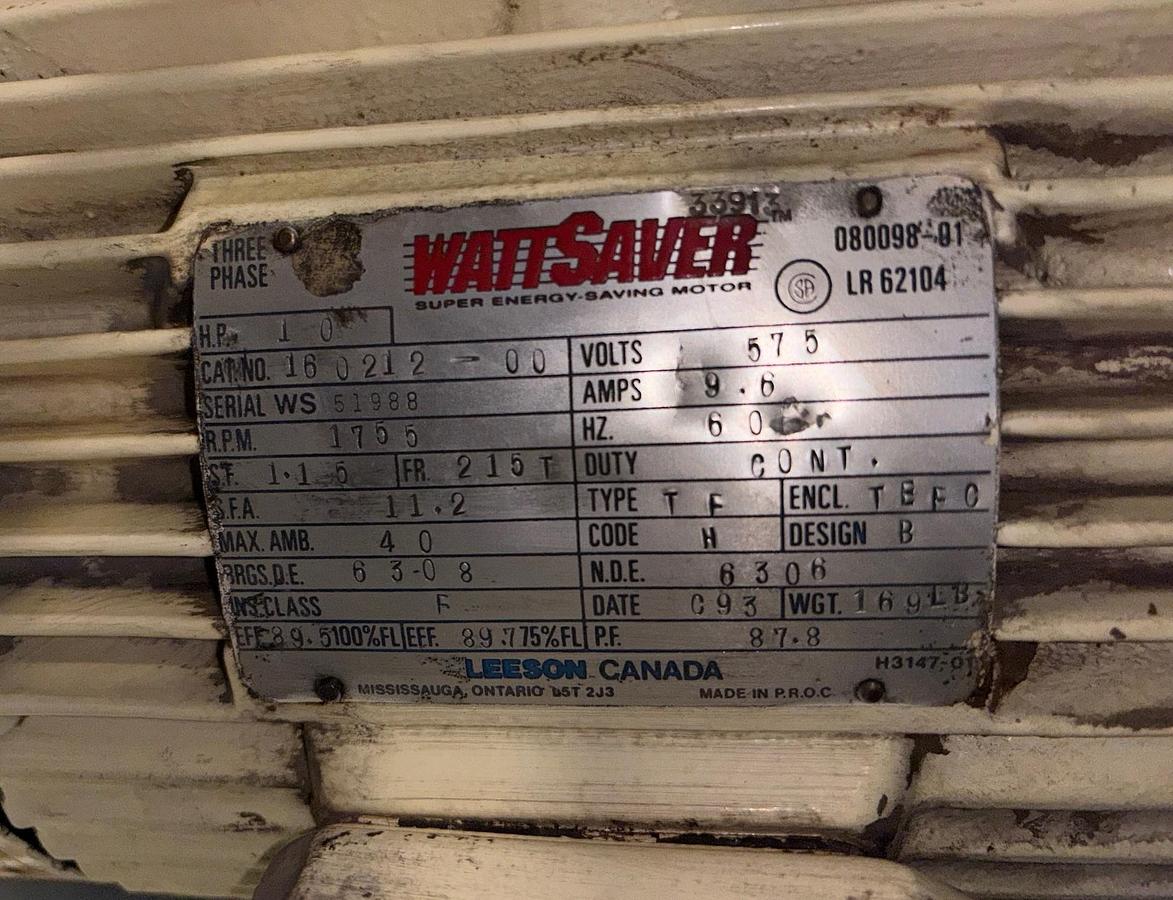 33913
THREE PHASE
WATTSAVER™
SUPER ENERGY-SAVING MOTOR
080098-01
LR 62104
H.P. 10
CAT.NO. 160212-00
VOLTS 575
SERIAL WS 51988
AMPS 9.6
R.P.M. 1755
HZ. 60
S.F. 1.15 FR. 215T
DUTY CONT.
S.F.A. 11.2
TYPE TF ENCL. TEFC
MAX. AMB. 40
CODE H DESIGN B
BRGS.D.E. 63-08
N.D.E. 6306
INS.CLASS F
DATE C93 WGT. 169LB
EFF 89.5 100%FL EFF. 89.7 75%FL P.F. 87.8
LEESON CANADA
H3147-01
MISSISSAUGA, ONTARIO L5T 2J3 MADE IN P.R.O.C.